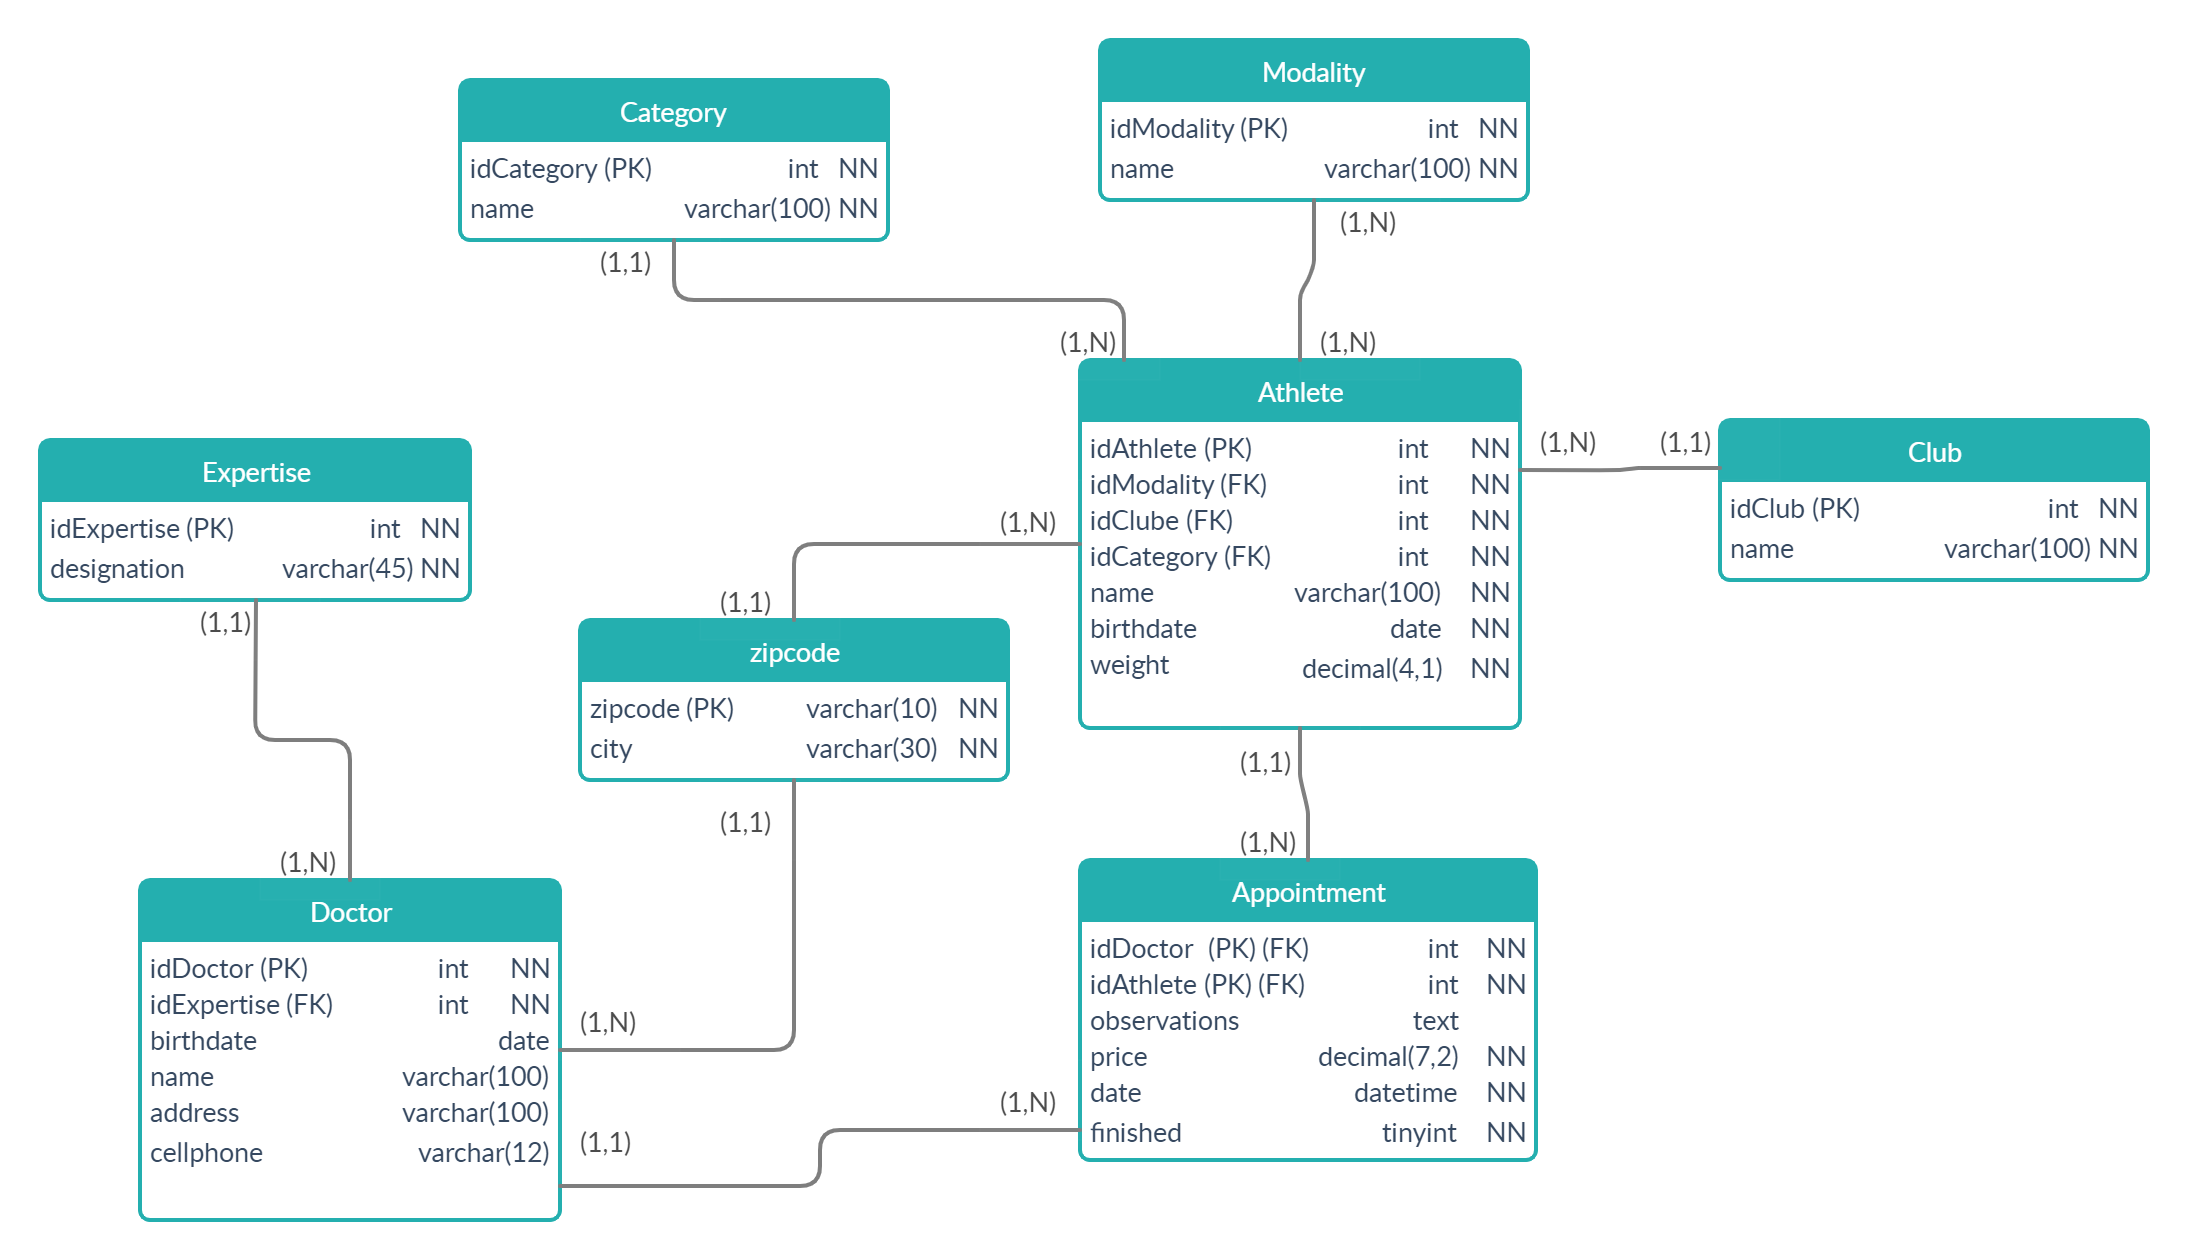 Modality
idModality (PK) int NN
name varchar(100) NN
(1,N)
Category
idCategory (PK) int NN
name varchar(100) NN
(1,1)
(1,N)
(1,N)
Athlete
idAthlete (PK) int NN
idModality (FK) int NN
idClube (FK) int NN
idCategory (FK) int NN
name varchar(100) NN
birthdate date NN
weight decimal(4,1) NN
(1,N)
(1,1)
Club
idClub (PK) int NN
name varchar(100) NN
Expertise
idExpertise (PK) int NN
designation varchar(45) NN
(1,1)
(1,N)
(1,N)
(1,1)
zipcode
zipcode (PK) varchar(10) NN
city varchar(30) NN
(1,1)
(1,N)
Doctor
idDoctor (PK) int NN
idExpertise (FK) int NN
birthdate date
name varchar(100)
address varchar(100)
cellphone varchar(12)
(1,1)
(1,N)
(1,1)
(1,N)
Appointment
idDoctor (PK) (FK) int NN
idAthlete (PK) (FK) int NN
observations text
price decimal(7,2) NN
date datetime NN
finished tinyint NN